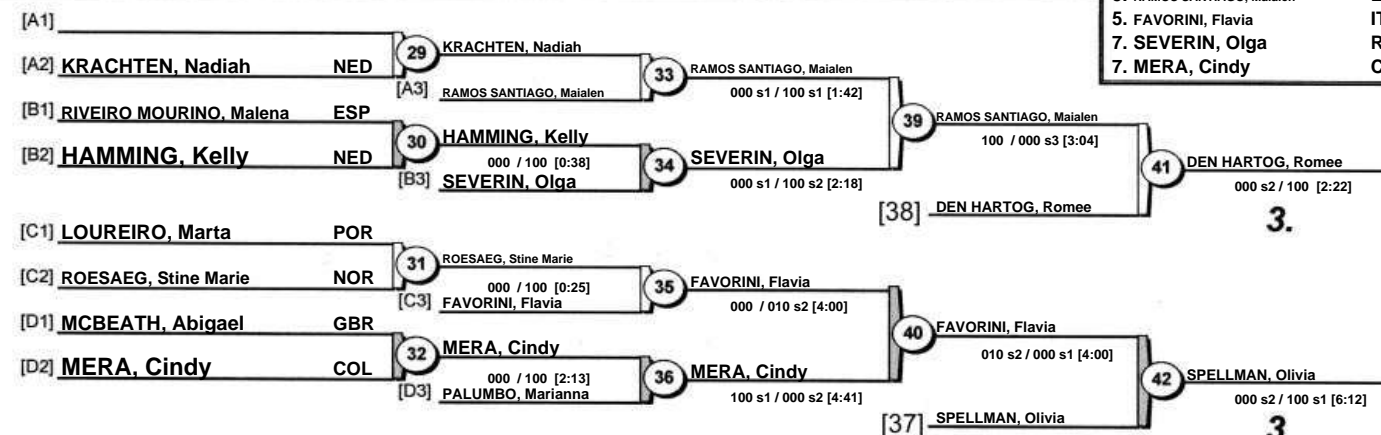 5. FAVORINI, Flavia
7. SEVERIN, Olga
7. MERA, Cindy
[A1]
[A2] KRACHTEN, Nadiah NED
29
KRACHTEN, Nadiah
[A3] RAMOS SANTIAGO, Maialen
33
RAMOS SANTIAGO, Maialen
000 s1 / 100 s1 [1:42]
[B1] RIVEIRO MOURINO, Malena ESP
[B2] HAMMING, Kelly NED
30
HAMMING, Kelly
000 / 100 [0:38]
[B3] SEVERIN, Olga
34
SEVERIN, Olga
000 s1 / 100 s2 [2:18]
39
RAMOS SANTIAGO, Maialen
100 / 000 s3 [3:04]
[38] DEN HARTOG, Romee
41
DEN HARTOG, Romee
000 s2 / 100 [2:22]
3.
[C1] LOUREIRO, Marta POR
[C2] ROESAEG, Stine Marie NOR
31
ROESAEG, Stine Marie
000 / 100 [0:25]
[C3] FAVORINI, Flavia
35
FAVORINI, Flavia
000 / 010 s2 [4:00]
[D1] MCBEATH, Abigael GBR
[D2] MERA, Cindy COL
32
MERA, Cindy
000 / 100 [2:13]
[D3] PALUMBO, Marianna
36
MERA, Cindy
100 s1 / 000 s2 [4:41]
40
FAVORINI, Flavia
010 s2 / 000 s1 [4:00]
[37] SPELLMAN, Olivia
42
SPELLMAN, Olivia
000 s2 / 100 s1 [6:12]
3